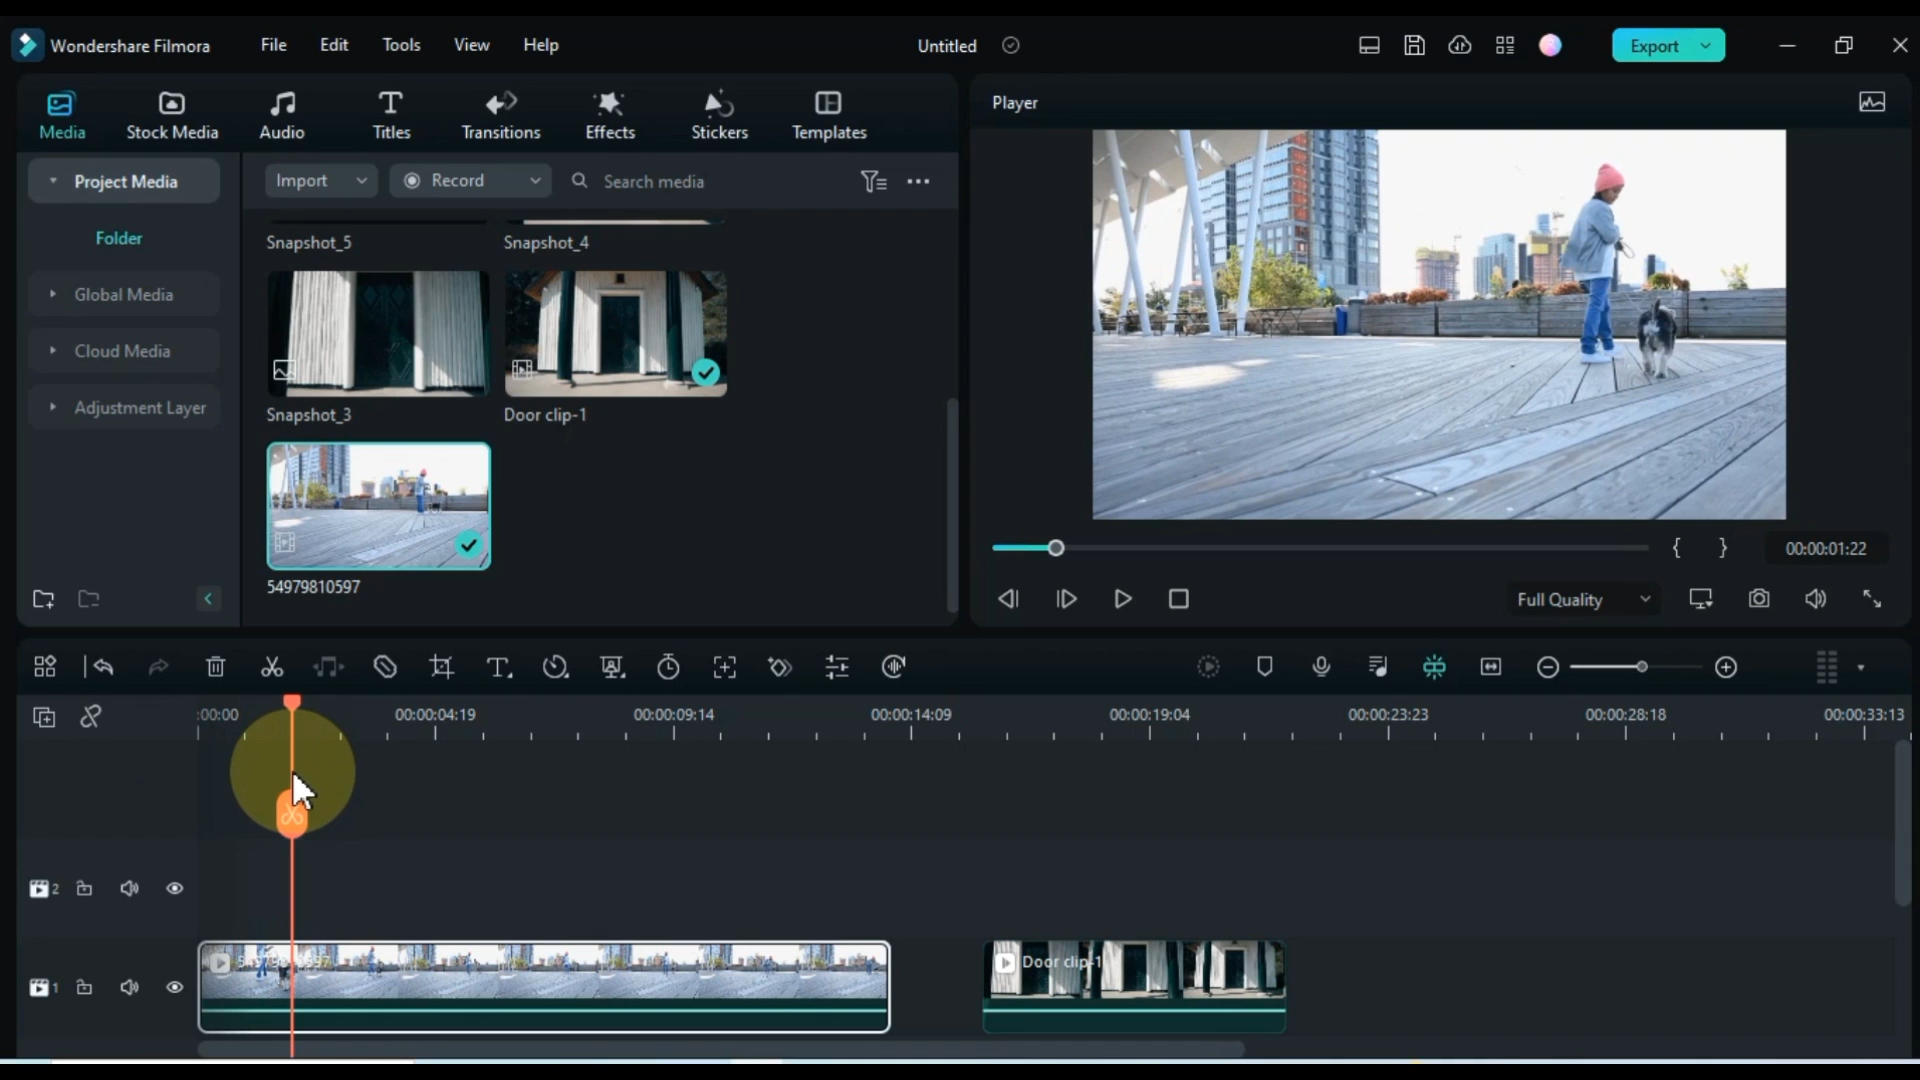 Wondershare Filmora File Edit Tools View Help Untitled Export
Media Stock Media Audio Titles Transitions Effects Stickers Templates
Player
Project Media
Import Record Search media
Folder
Global Media
Cloud Media
Adjustment Layer
Snapshot_5 Snapshot_4
Snapshot_3 Door clip-1
54979810597
{ } 00:00:01:22
Full Quality
:00:00 00:00:04:19 00:00:09:14 00:00:14:09 00:00:19:04 00:00:23:23 00:00:28:18 00:00:33:13
2
1
Door clip-1